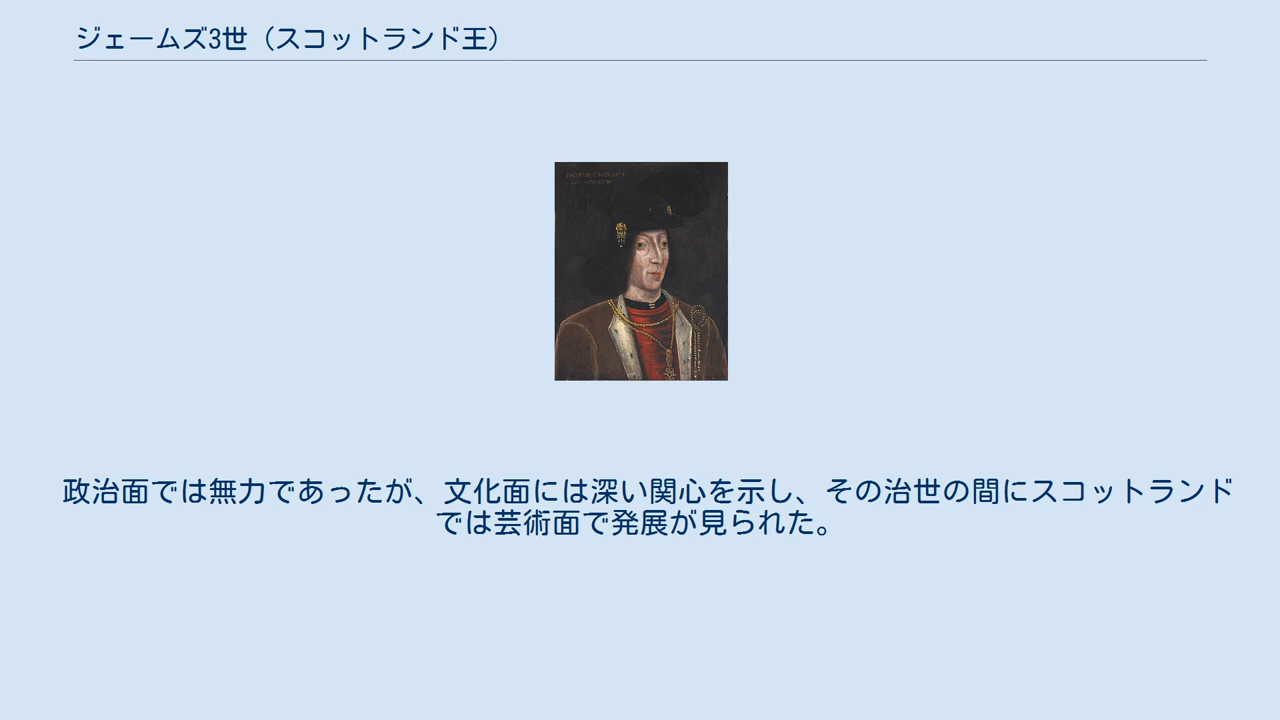 ジェームズ3世（スコットランド王）
政治面では無力であったが、文化面には深い関心を示し、その治世の間にスコットランド
では芸術面で発展が見られた。